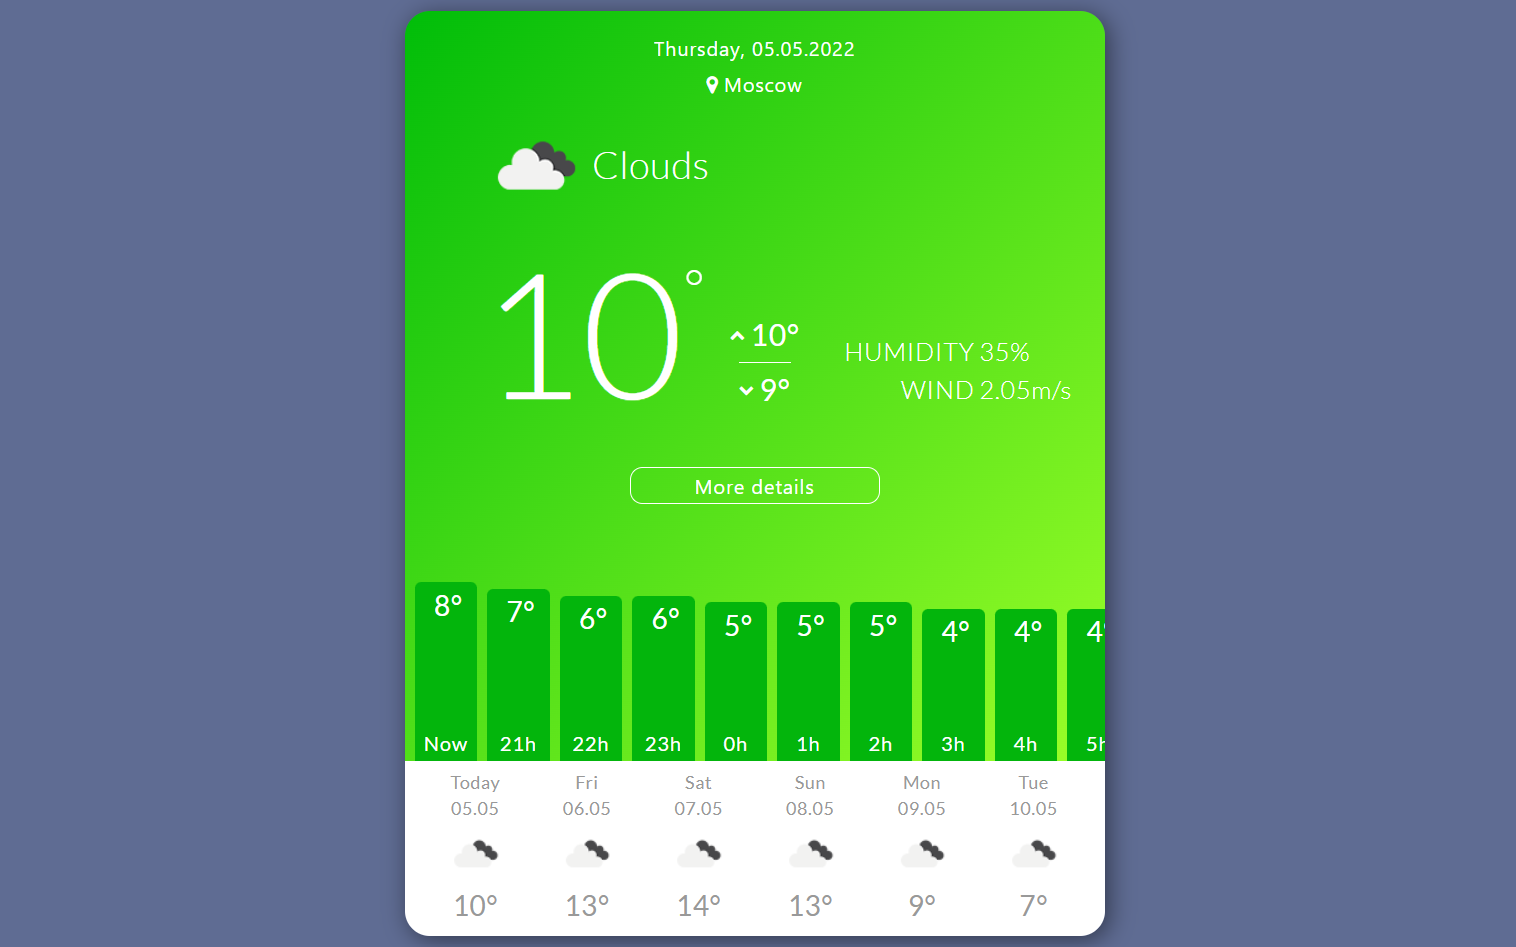 Thursday, 05.05.2022
Moscow
Clouds
10°
10°
9°
HUMIDITY 35%
WIND 2.05m/s
More details
8° 7° 6° 6° 5° 5° 5° 4° 4° 4°
Now 21h 22h 23h 0h 1h 2h 3h 4h 5h
Today Fri Sat Sun Mon Tue
05.05 06.05 07.05 08.05 09.05 10.05
10° 13° 14° 13° 9° 7°